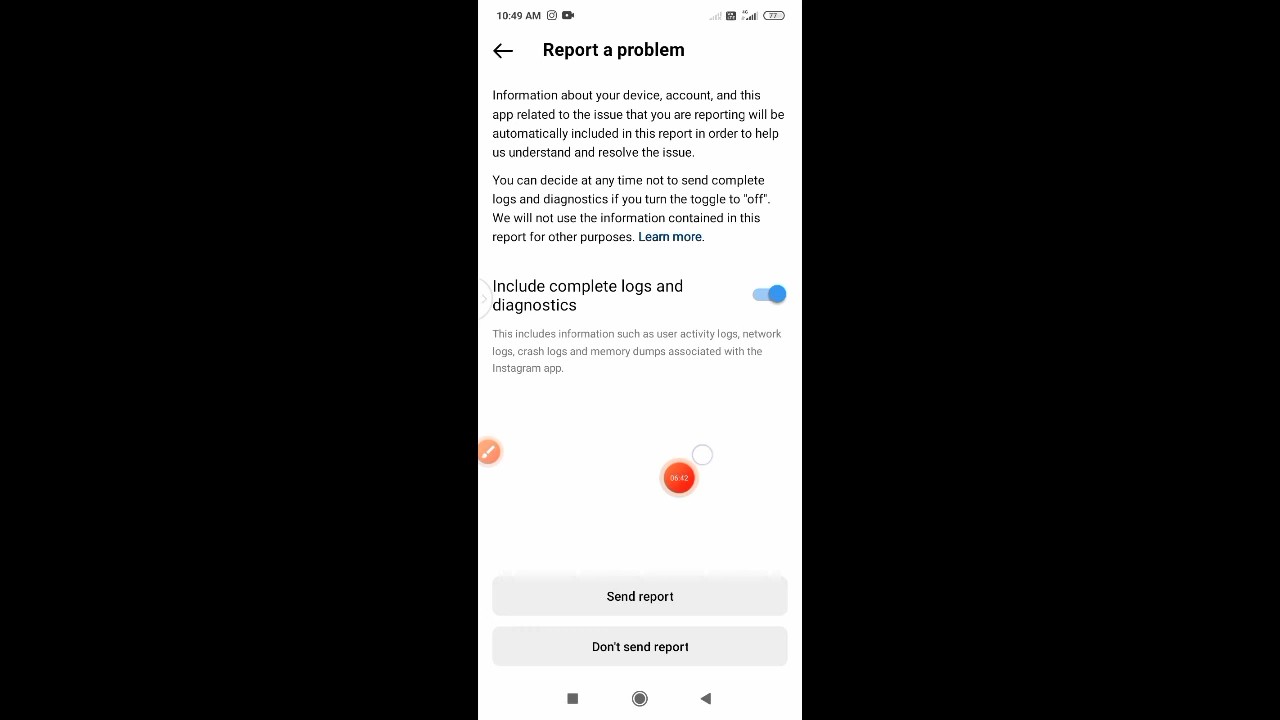 10:49 AM 4G 77
Report a problem
Information about your device, account, and this
app related to the issue that you are reporting will be
automatically included in this report in order to help
us understand and resolve the issue.
You can decide at any time not to send complete
logs and diagnostics if you turn the toggle to "off".
We will not use the information contained in this
report for other purposes. Learn more.
Include complete logs and
diagnostics
This includes information such as user activity logs, network
logs, crash logs and memory dumps associated with the
Instagram app.
06:42
Send report
Don't send report